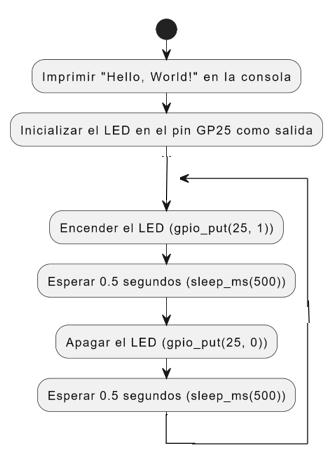 Imprimir "Hello, World!" en la consola
Inicializar el LED en el pin GP25 como salida
Encender el LED (gpio_put(25, 1))
Esperar 0.5 segundos (sleep_ms(500))
Apagar el LED (gpio_put(25, 0))
Esperar 0.5 segundos (sleep_ms(500))